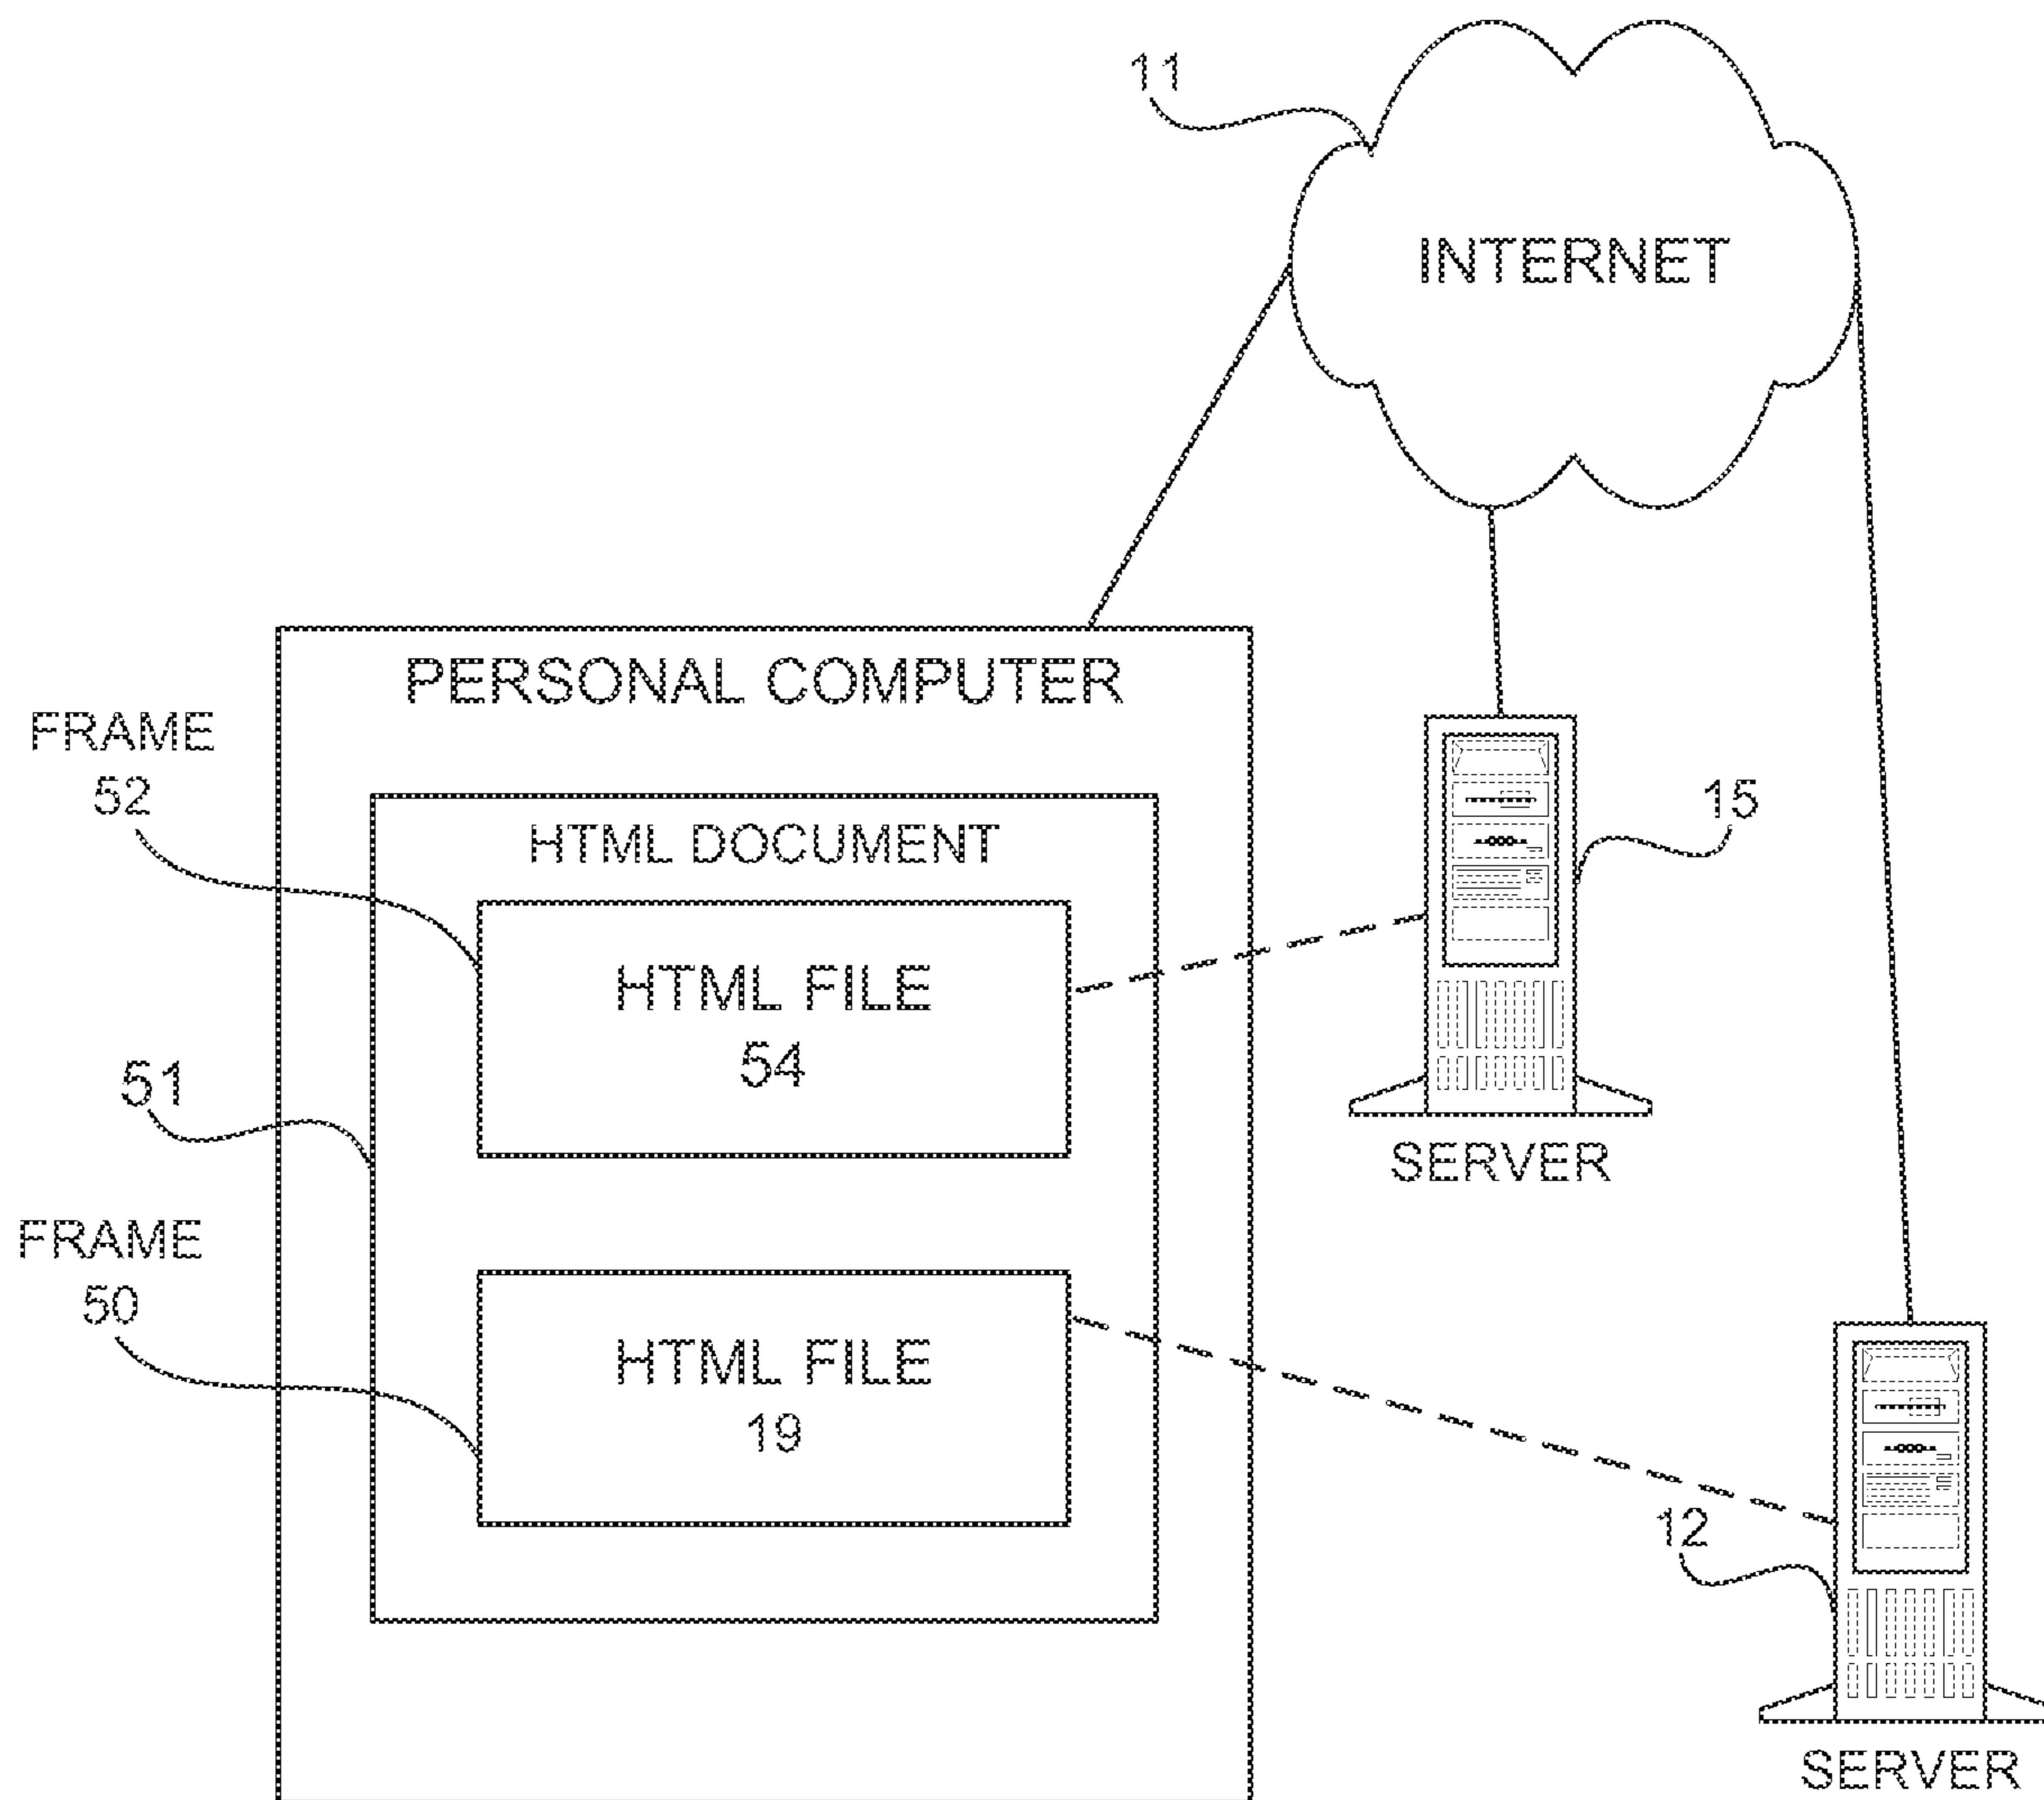 11
INTERNET
PERSONAL COMPUTER
FRAME
52
HTML DOCUMENT
15
HTML FILE
54
51
SERVER
FRAME
50
HTML FILE
19
12
SERVER